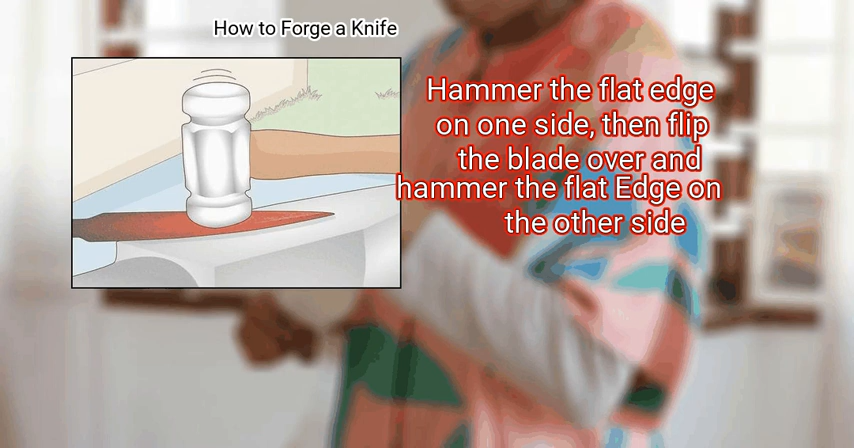 How to Forge a Knife
Hammer the flat edge
on one side, then flip
the blade over and
hammer the flat Edge on
the other side